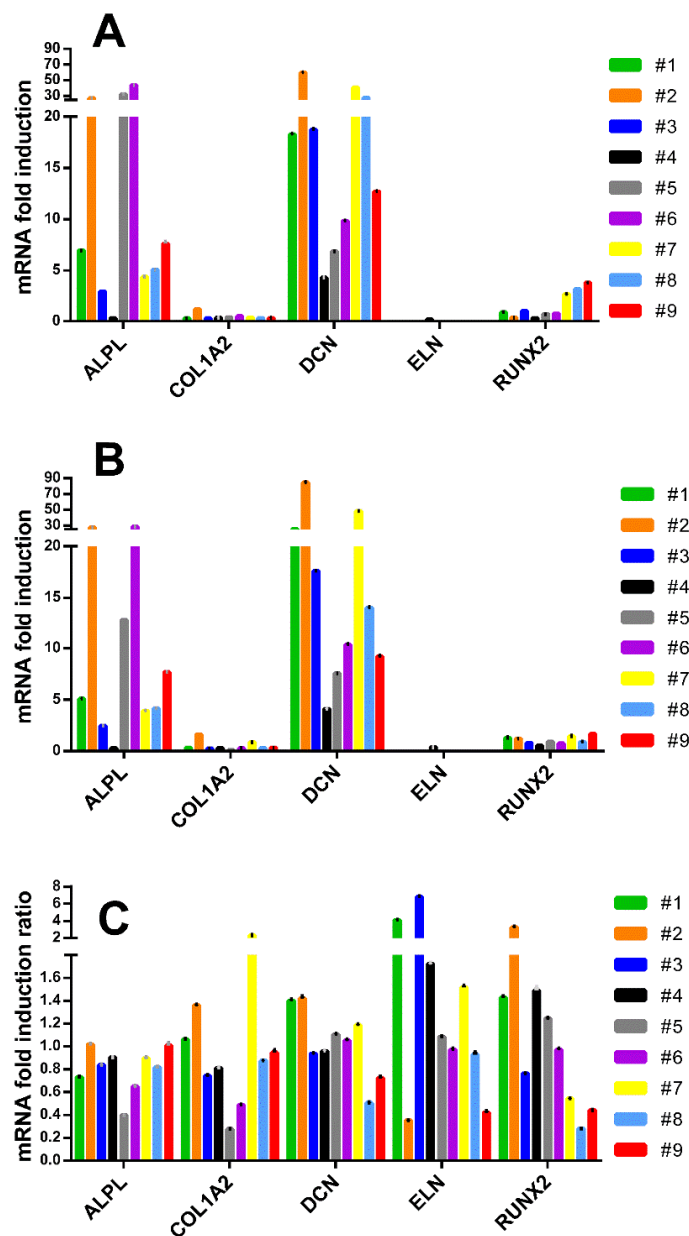 A
mRNA fold induction
90
70
50
30
20
15
10
5
0
ALPL
COL1A2
DCN
ELN
RUNX2
#1
#2
#3
#4
#5
#6
#7
#8
#9
B
mRNA fold induction
90
70
50
30
20
15
10
5
0
ALPL
COL1A2
DCN
ELN
RUNX2
#1
#2
#3
#4
#5
#6
#7
#8
#9
C
mRNA fold induction ratio
8
6
4
2
1.6
1.4
1.2
1.0
0.8
0.6
0.4
0.2
0.0
ALPL
COL1A2
DCN
ELN
RUNX2
#1
#2
#3
#4
#5
#6
#7
#8
#9